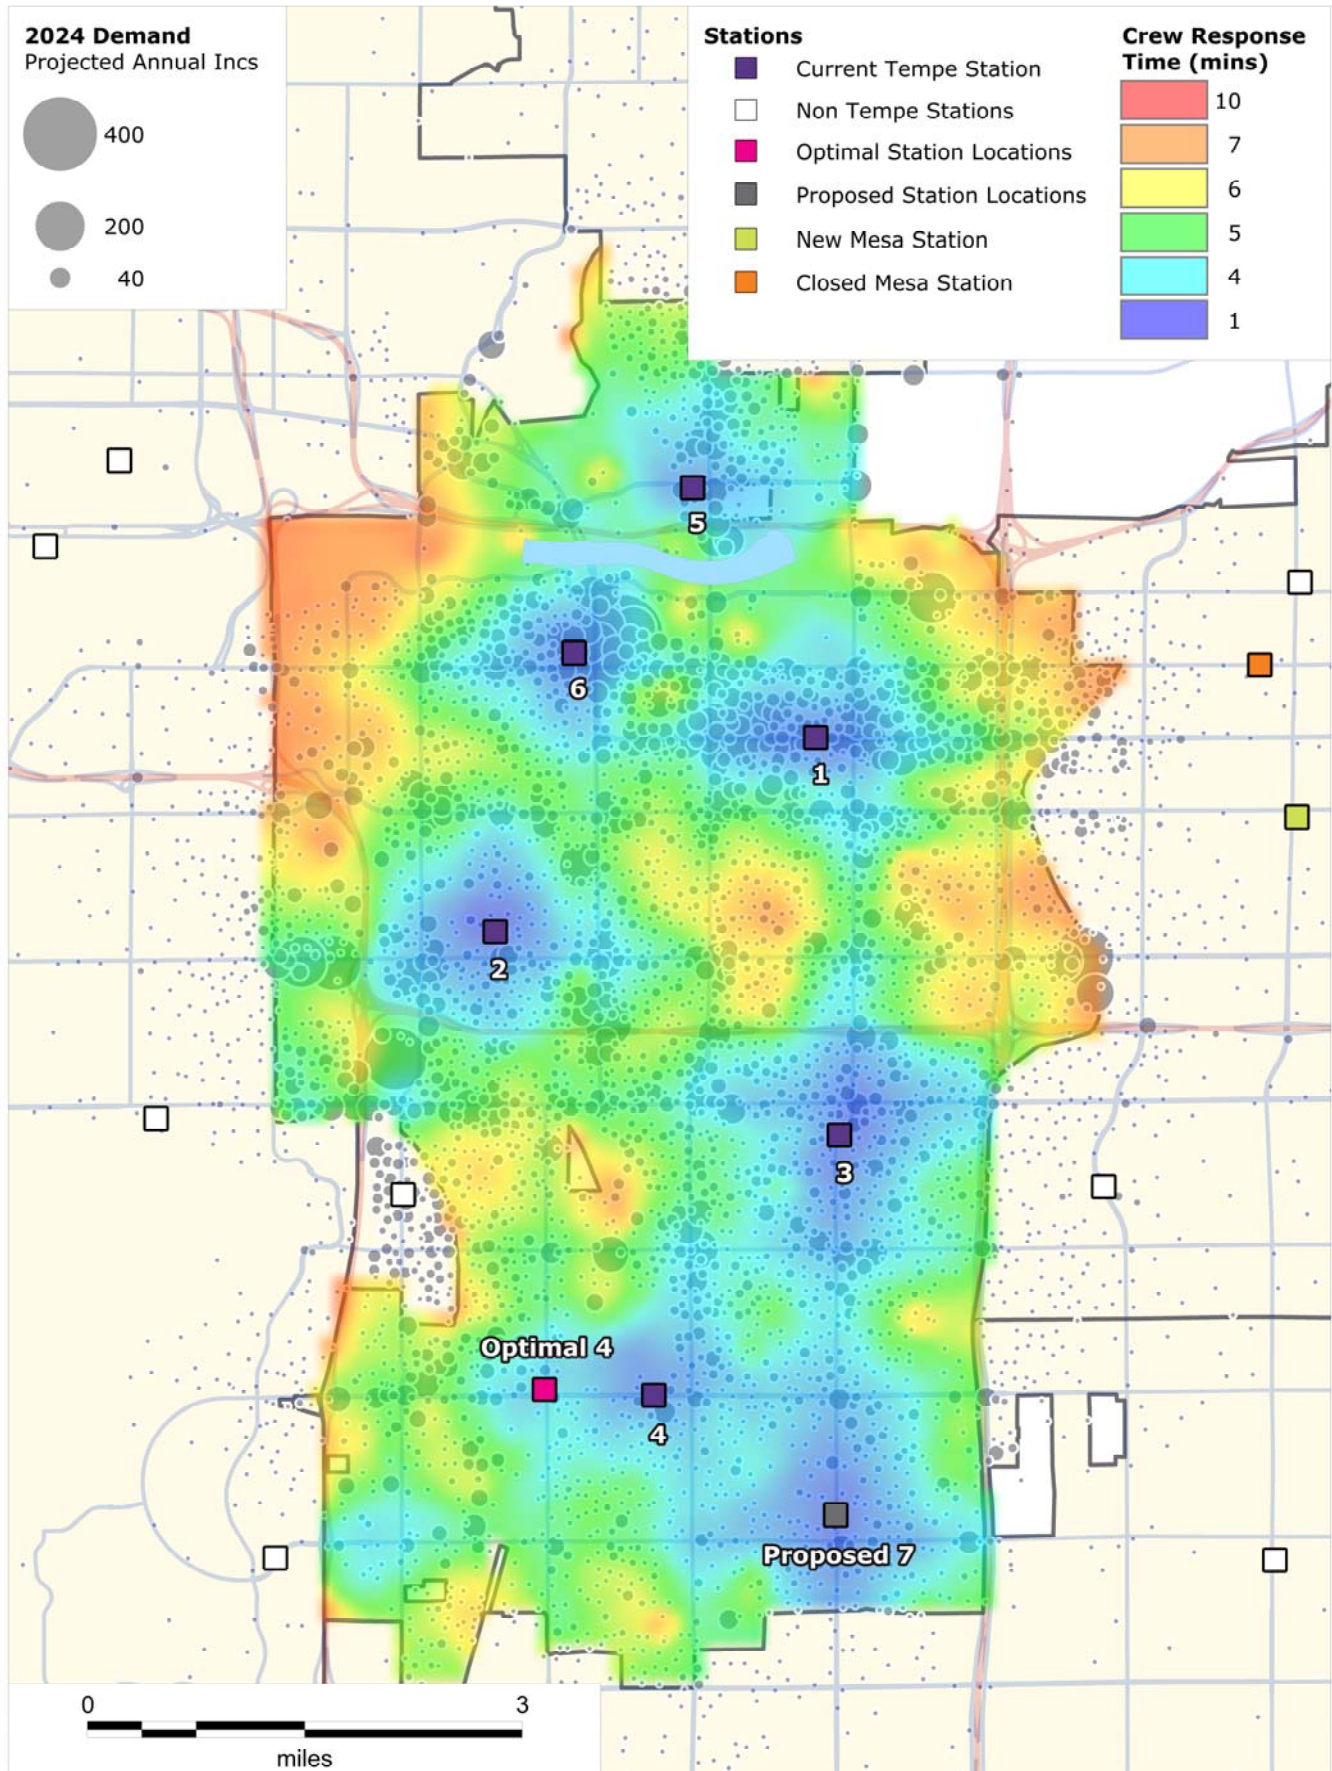 2024 Demand
Projected Annual Incs
400
200
40
Stations
Current Tempe Station
Non Tempe Stations
Optimal Station Locations
Proposed Station Locations
New Mesa Station
Closed Mesa Station
Crew Response
Time (mins)
10
7
6
5
4
1
5
6
1
2
3
Optimal 4
4
Proposed 7
0 3
miles